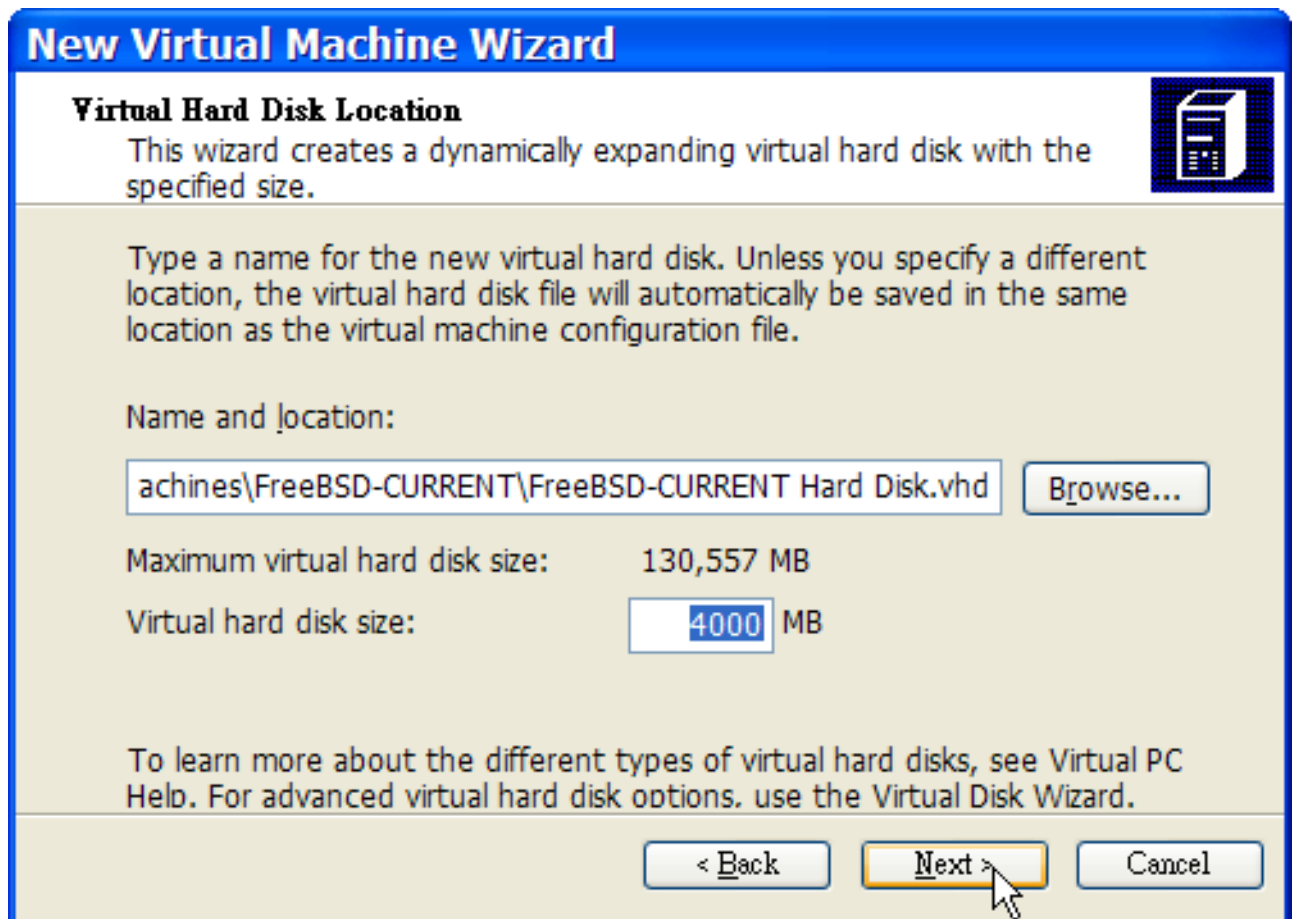 New Virtual Machine Wizard
Virtual Hard Disk Location
This wizard creates a dynamically expanding virtual hard disk with the
specified size.
Type a name for the new virtual hard disk. Unless you specify a different
location, the virtual hard disk file will automatically be saved in the same
location as the virtual machine configuration file.
Name and location:
achines\FreeBSD-CURRENT\FreeBSD-CURRENT Hard Disk.vhd Browse...
Maximum virtual hard disk size: 130,557 MB
Virtual hard disk size: 4000 MB
To learn more about the different types of virtual hard disks, see Virtual PC
Help. For advanced virtual hard disk options, use the Virtual Disk Wizard.
< Back Next > Cancel